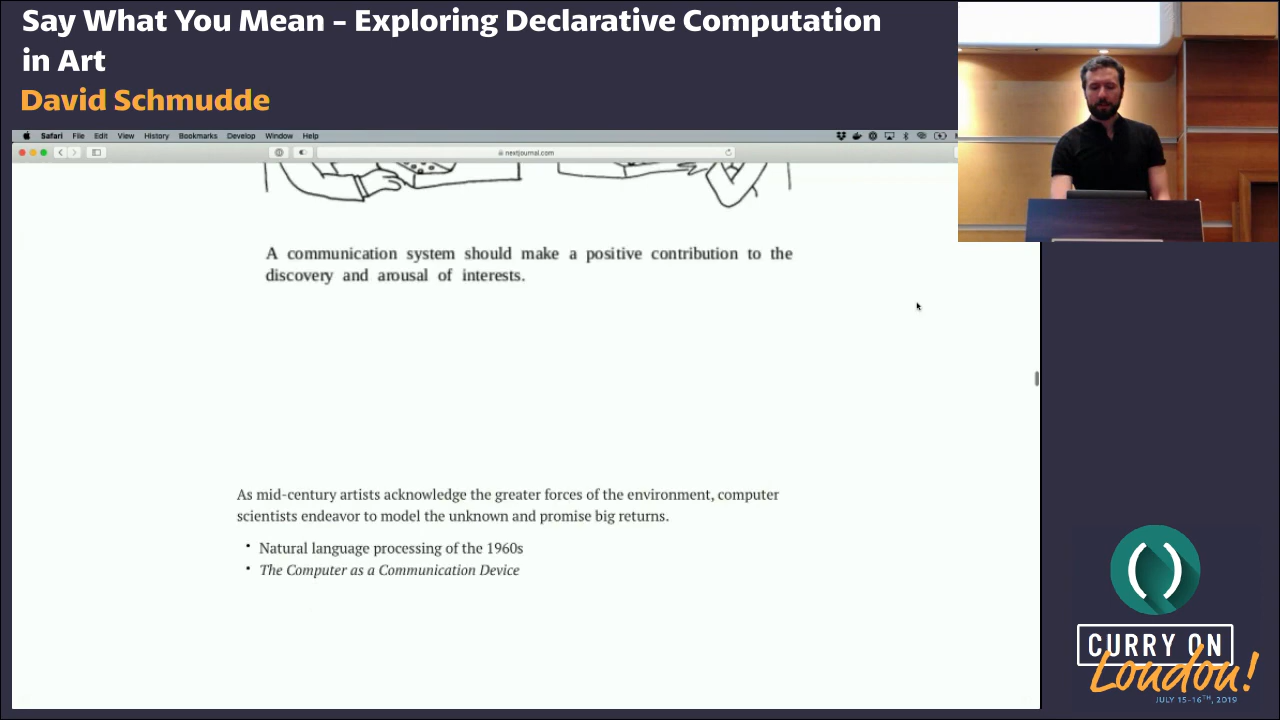 Say What You Mean – Exploring Declarative Computation
in Art
David Schmudde
Safari File Edit View History Bookmarks Develop Window Help
nextjournal.com
A communication system should make a positive contribution to the
discovery and arousal of interests.
As mid-century artists acknowledge the greater forces of the environment, computer
scientists endeavor to model the unknown and promise big returns.
• Natural language processing of the 1960s
• The Computer as a Communication Device
()
CURRY ON
London!
JULY 15-16TH, 2019